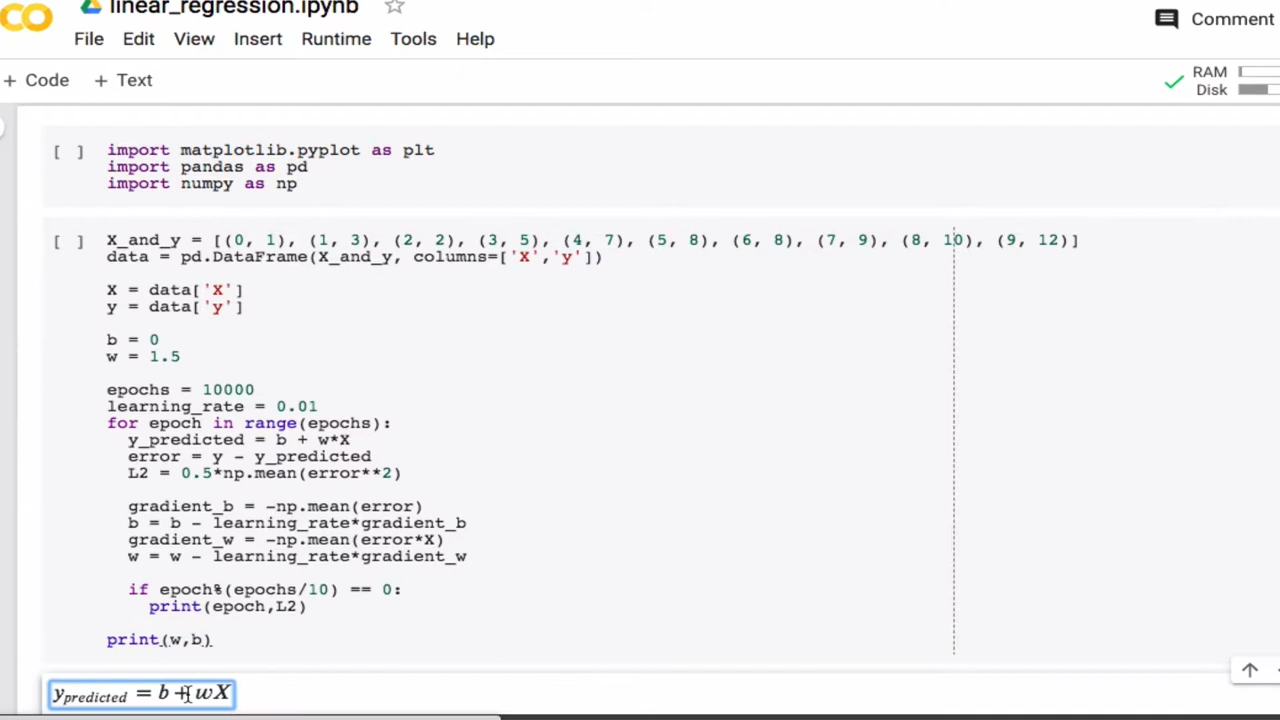 linear_regression.ipynb
File Edit View Insert Runtime Tools Help
Comment
+ Code + Text
RAM
Disk
[ ] import matplotlib.pyplot as plt
import pandas as pd
import numpy as np
[ ] X_and_y = [(0, 1), (1, 3), (2, 2), (3, 5), (4, 7), (5, 8), (6, 8), (7, 9), (8, 10), (9, 12)]
data = pd.DataFrame(X_and_y, columns=['X','y'])
X = data['X']
y = data['y']
b = 0
w = 1.5
epochs = 10000
learning_rate = 0.01
for epoch in range(epochs):
y_predicted = b + w*X
error = y - y_predicted
L2 = 0.5*np.mean(error**2)
gradient_b = -np.mean(error)
b = b - learning_rate*gradient_b
gradient_w = -np.mean(error*X)
w = w - learning_rate*gradient_w
if epoch%(epochs/10) == 0:
print(epoch,L2)
print(w,b)
y_predicted = b + wX